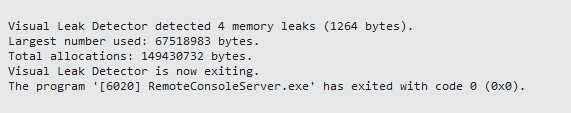 Visual Leak Detector detected 4 memory leaks (1264 bytes).
Largest number used: 67518983 bytes.
Total allocations: 149430732 bytes.
Visual Leak Detector is now exiting.
The program '[6020] RemoteConsoleServer.exe' has exited with code 0 (0x0).